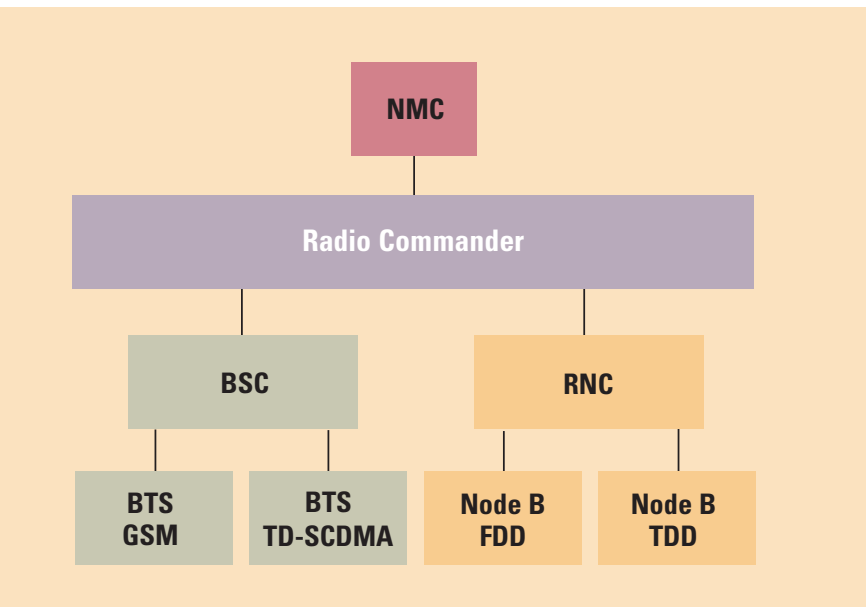 NMC
Radio Commander
BSC
RNC
BTS
GSM
BTS
TD-SCDMA
Node B
FDD
Node B
TDD